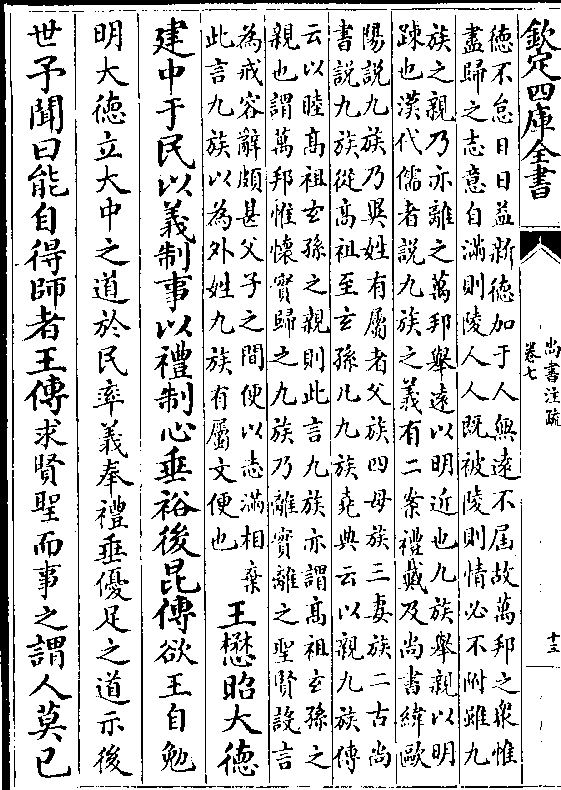 欽定四庫全書
尚書注疏
卷七
十三
德不怠日日益新德加于人無遠不届故萬邦之衆惟
盡歸之志意自滿則陵人人既被陵則情必不附雖九
族之親乃亦離之萬邦舉遠以明近也九族舉親以明
踈也漢代儒者説九族之義有二案禮戴及尚書緯歐
陽説九族乃異姓有屬者父族四母族三妻族二古尚
書説九族從髙祖至玄孫凡九族堯典云以親九族傳
云以睦髙祖玄孫之親則此言九族亦謂髙祖玄孫之
親也謂萬邦惟懷實歸之九族乃離實離之聖賢設言
為戒容辭頗甚父子之間便以志滿相棄
此言九族以為外姓九族有屬文便也
王懋昭大德
建中于民以義制事以禮制心垂裕後昆傳欲王自勉
明大德立大中之道於民率義奉禮垂優足之道示後
世予聞曰能自得師者王傳求賢聖而事之謂人莫已